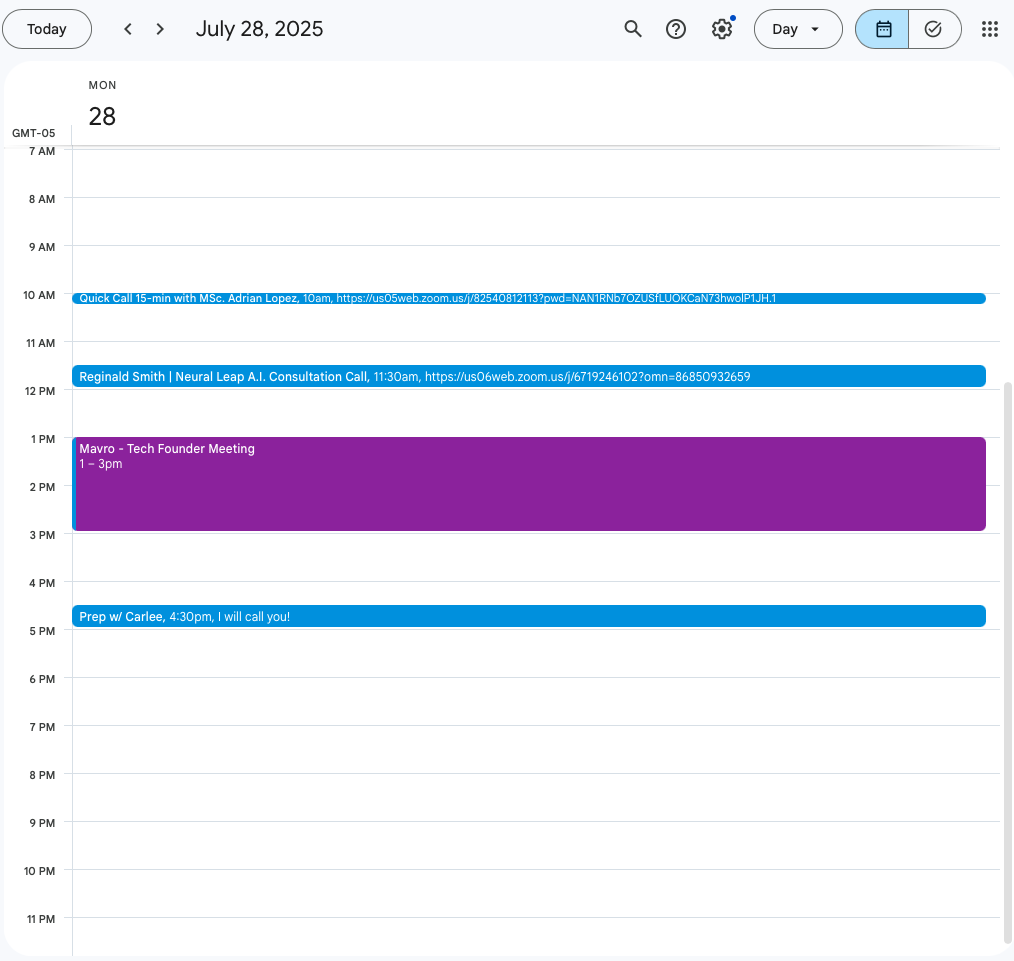 Today
July 28, 2025
Day
MON
28
GMT-05
7 AM
8 AM
9 AM
10 AM
Quick Call 15-min with MSc. Adrian Lopez, 10am, https://us05web.zoom.us/j/82540812113?pwd=NAN1RNb7OZUSfLUOKCaN73hwolP1JH.1
11 AM
Reginald Smith | Neural Leap A.I. Consultation Call, 11:30am, https://us06web.zoom.us/j/6719246102?omn=86850932659
12 PM
1 PM
Mavro - Tech Founder Meeting
1 – 3pm
2 PM
3 PM
4 PM
Prep w/ Carlee, 4:30pm, I will call you!
5 PM
6 PM
7 PM
8 PM
9 PM
10 PM
11 PM